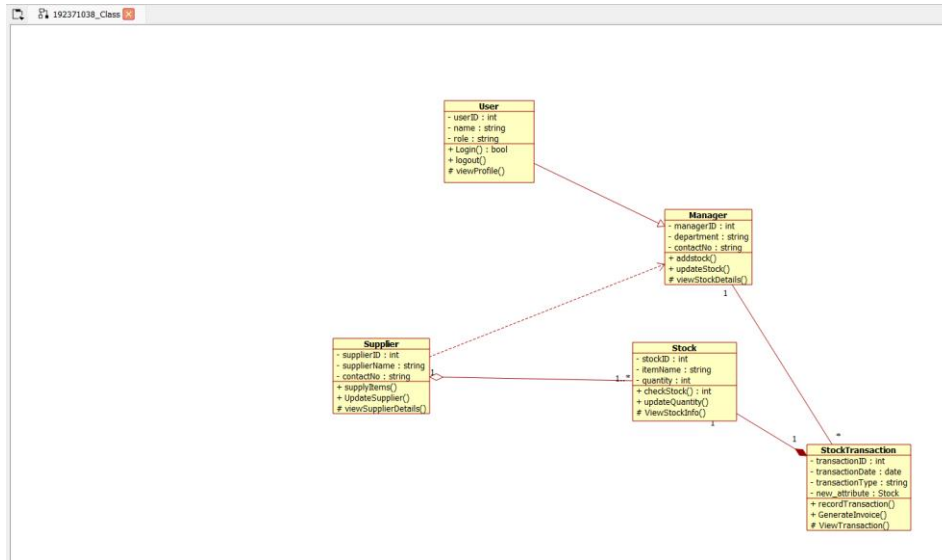 192371038_Class
User
- userID : int
- name : string
- role : string
+ Login() : bool
+ logout()
# viewProfile()
Manager
- managerID : int
- department : string
- contactNo : string
+ addstock()
+ updateStock()
# viewStockDetails()
1
Supplier
- supplierID : int
- supplierName : string
- contactNo : string
+ supplyItems()
+ UpdateSupplier()
# viewSupplierDetails()
1
1..*
Stock
- stockID : int
- itemName : string
- quantity : int
+ checkStock() : int
+ updateQuantity()
# ViewStockInfo()
1
1
*
StockTransaction
- transactionID : int
- transactionDate : date
- transactionType : string
- new_attribute : Stock
+ recordTransaction()
+ GenerateInvoice()
# ViewTransaction()